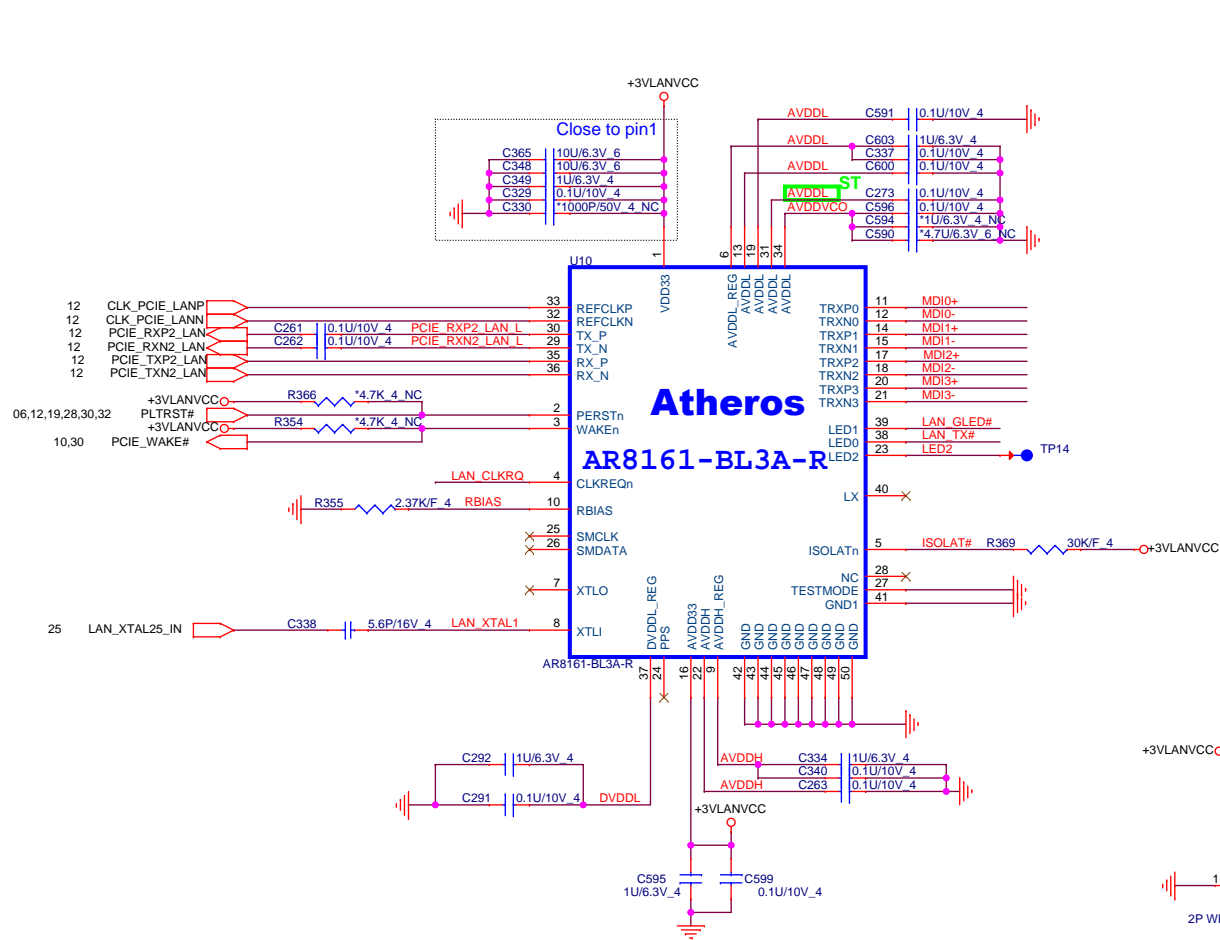 +3VLANVCC
Close to pin1
C365 10U/6.3V_6
C348 10U/6.3V_6
C349 1U/6.3V_4
C329 0.1U/10V_4
C330 *1000P/50V_4_NC
AVDDL C591 0.1U/10V_4
AVDDL C603 1U/6.3V_4
C337 0.1U/10V_4
AVDDL C600 0.1U/10V_4
ST
AVDDL C273 0.1U/10V_4
AVDDVCO C596 0.1U/10V_4
C594 *1U/6.3V_4_NC
C590 *4.7U/6.3V_6_NC
1 6 13 19 31 34
U10
VDD33 AVDDL_REG AVDDL AVDDL AVDDL AVDDL
12 CLK_PCIE_LANP 33 REFCLKP
12 CLK_PCIE_LANN 32 REFCLKN
12 PCIE_RXP2_LAN C261 0.1U/10V_4 PCIE_RXP2_LAN_L 30 TX_P
12 PCIE_RXN2_LAN C262 0.1U/10V_4 PCIE_RXN2_LAN_L 29 TX_N
12 PCIE_TXP2_LAN 35 RX_P
12 PCIE_TXN2_LAN 36 RX_N
TRXP0 11 MDI0+
TRXN0 12 MDI0-
TRXP1 14 MDI1+
TRXN1 15 MDI1-
TRXP2 17 MDI2+
TRXN2 18 MDI2-
TRXP3 20 MDI3+
TRXN3 21 MDI3-
+3VLANVCC R366 *4.7K_4_NC
06,12,19,28,30,32 PLTRST# 2 PERSTn
+3VLANVCC R354 *4.7K_4_NC 3 WAKEn
10,30 PCIE_WAKE#
Atheros
AR8161-BL3A-R
LED1 39 LAN_GLED#
LED0 38 LAN_TX#
LED2 23 LED2 TP14
LAN_CLKRQ 4 CLKREQn
LX 40
R355 2.37K/F_4 RBIAS 10 RBIAS
25 SMCLK
26 SMDATA
ISOLATn 5 ISOLAT# R369 30K/F_4 +3VLANVCC
7 XTLO
NC 28
TESTMODE 27
GND1 41
25 LAN_XTAL25_IN C338 5.6P/16V_4 LAN_XTAL1 8 XTLI
DVDDL_REG PPS AVDD33 AVDDH AVDDH_REG GND GND GND GND GND GND GND GND GND
AR8161-BL3A-R
37 24 16 22 9 42 43 44 45 46 47 48 49 50
+3VLANVCC
C292 1U/6.3V_4
AVDDH C334 1U/6.3V_4
C340 0.1U/10V_4
AVDDH C263 0.1U/10V_4
C291 0.1U/10V_4 DVDDL
+3VLANVCC
C595 C599
1U/6.3V_4 0.1U/10V_4
1
2P